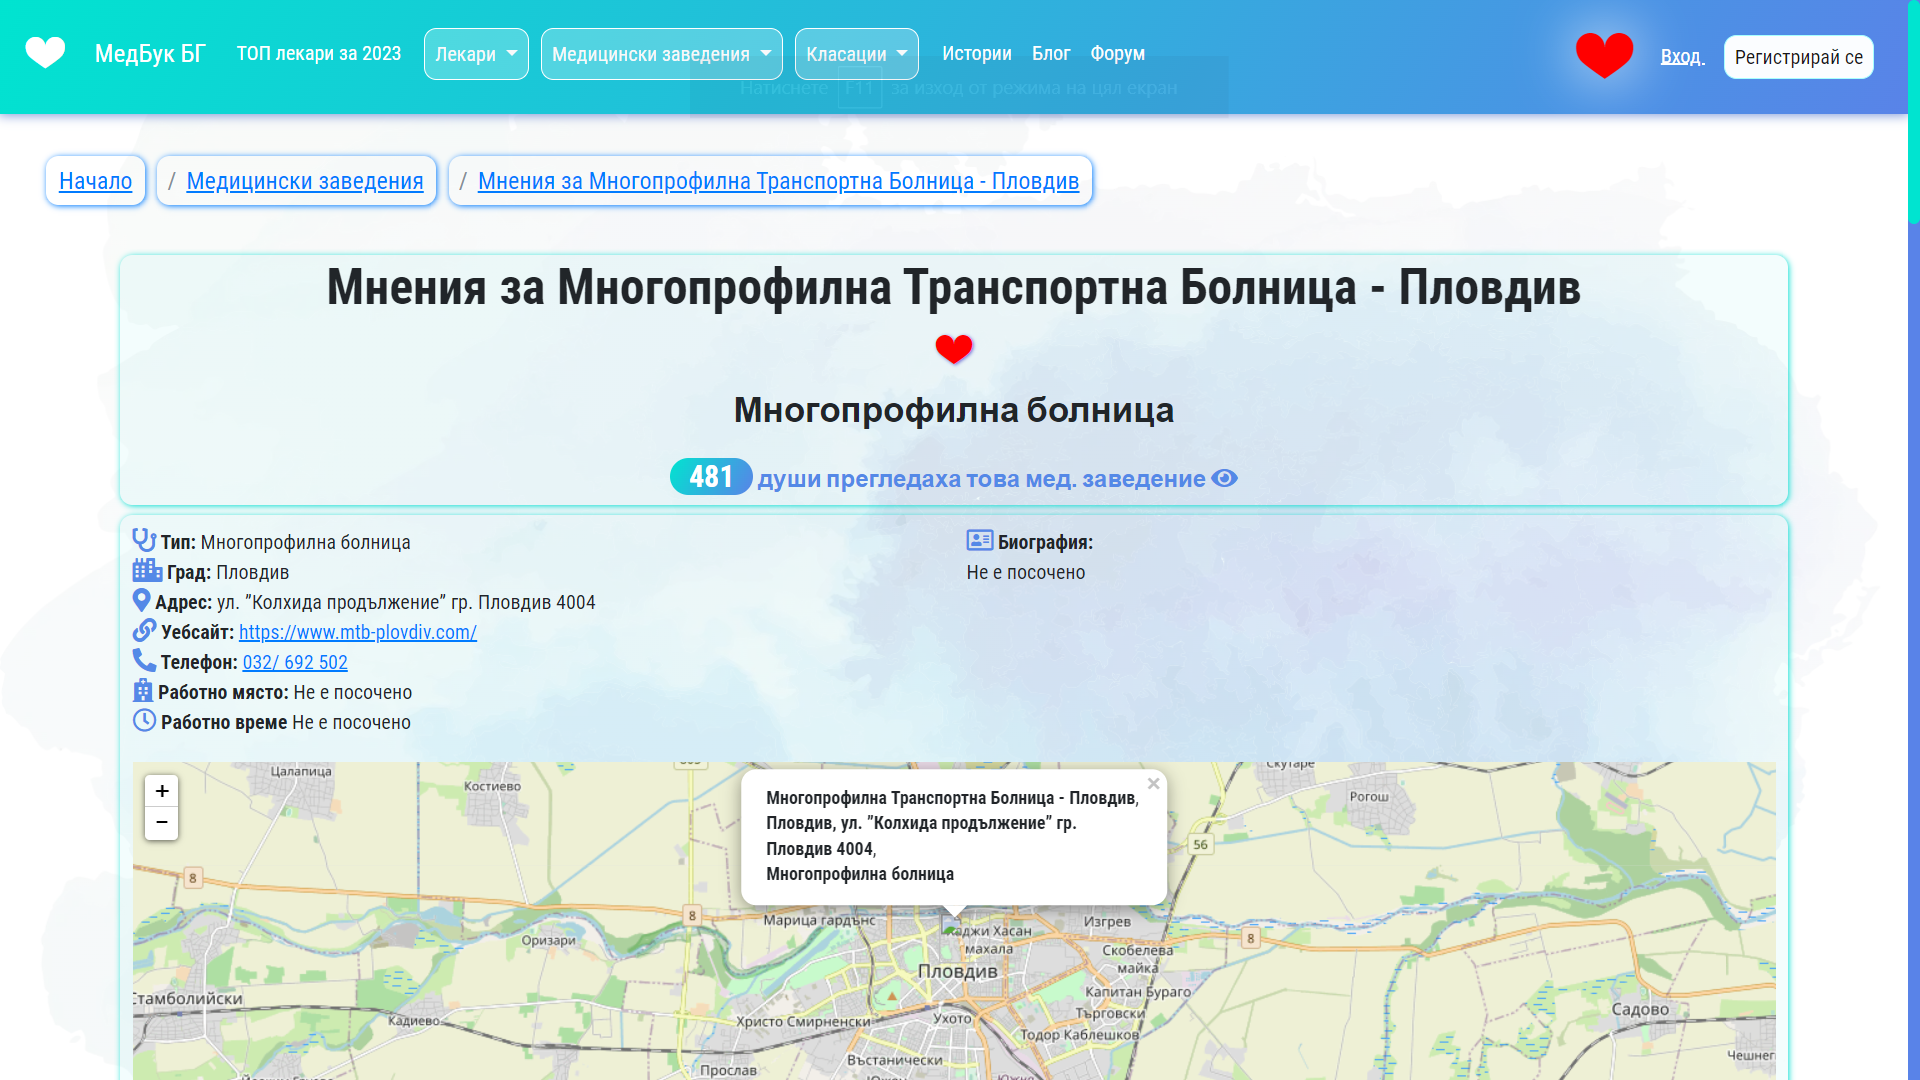 МедБук БГ
ТОП лекари за 2023
Лекари
Медицински заведения
Класации
Истории
Блог
Форум
Вход
Регистрирай се
Натиснете F11 за изход от режима на цял екран
Начало
/ Медицински заведения
/ Мнения за Многопрофилна Транспортна Болница - Пловдив
Мнения за Многопрофилна Транспортна Болница - Пловдив
Многопрофилна болница
481 души прегледаха това мед. заведение
Тип: Многопрофилна болница
Град: Пловдив
Адрес: ул. ”Колхида продължение” гр. Пловдив 4004
Уебсайт: https://www.mtb-plovdiv.com/
Телефон: 032/ 692 502
Работно място: Не е посочено
Работно време Не е посочено
Биография:
Не е посочено
+
−
Многопрофилна Транспортна Болница - Пловдив,
Пловдив, ул. ”Колхида продължение” гр.
Пловдив 4004,
Многопрофилна болница
×
Цалапица
Костиево
Скутаре
Рогош
56
8
8
8
Марица гардънс
Изгрев
Оризари
махала
Скобелева
майка
Пловдив
Стамболийски
Капитан Бураго
Садово
Кадиево
Христо Смирненски
Ухото
Търговски
Тодор Каблешков
Въстанически
Прослав